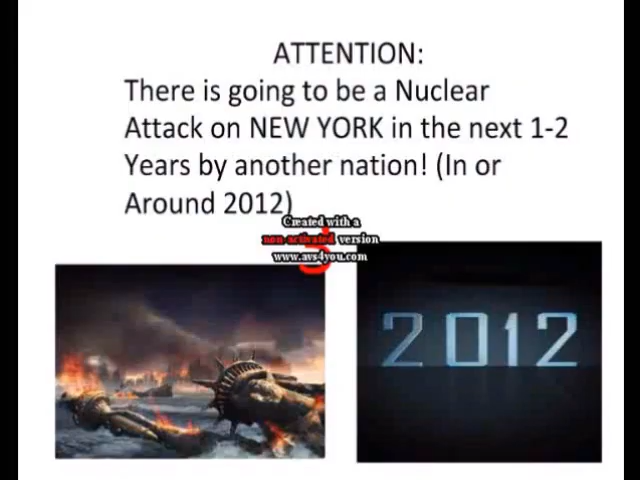 ATTENTION:
There is going to be a Nuclear
Attack on NEW YORK in the next 1-2
Years by another nation! (In or
Around 2012)
Created with a
non-activated version
www.avs4you.com
2012